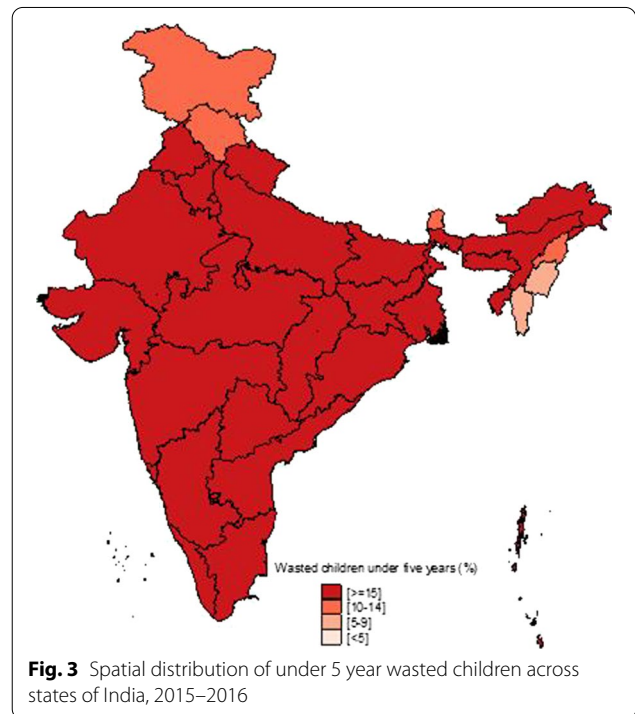 Wasted children under five years (%)
[>=15]
[10-14]
[5-9]
[<5]
Fig. 3 Spatial distribution of under 5 year wasted children across
states of India, 2015–2016